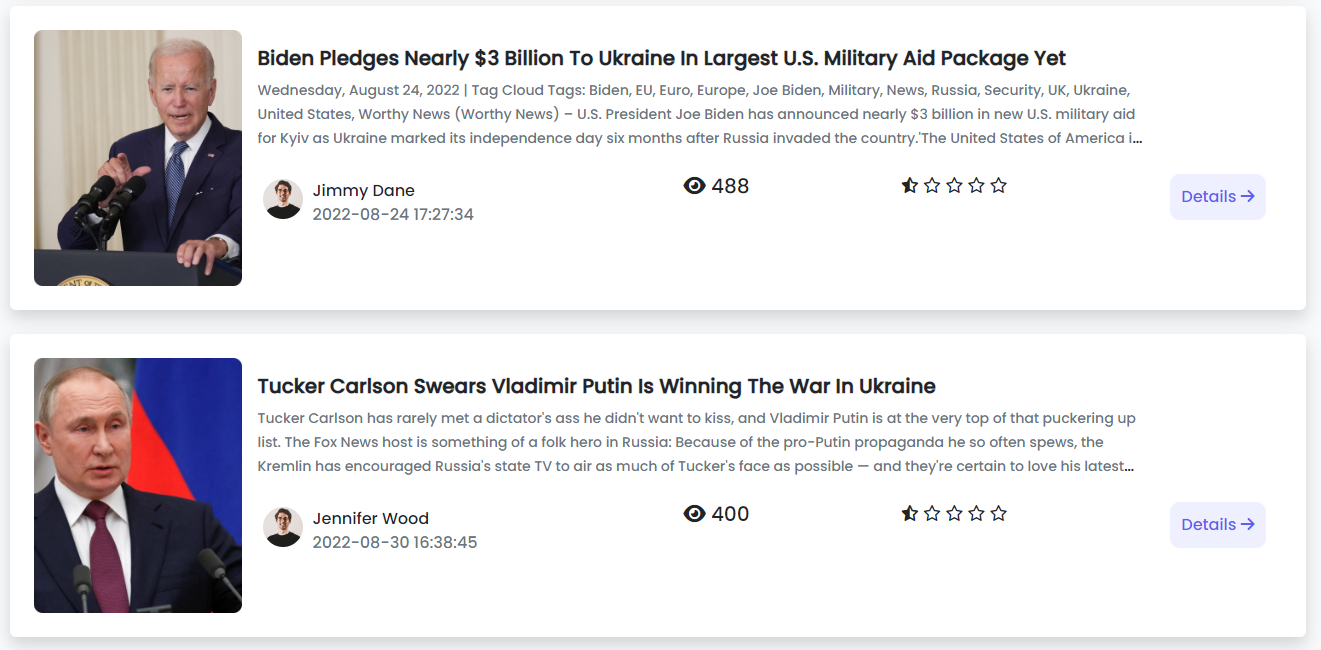 Biden Pledges Nearly $3 Billion To Ukraine In Largest U.S. Military Aid Package Yet
Wednesday, August 24, 2022 | Tag Cloud Tags: Biden, EU, Euro, Europe, Joe Biden, Military, News, Russia, Security, UK, Ukraine,
United States, Worthy News (Worthy News) – U.S. President Joe Biden has announced nearly $3 billion in new U.S. military aid
for Kyiv as Ukraine marked its independence day six months after Russia invaded the country.'The United States of America i...
Jimmy Dane
2022-08-24 17:27:34
488
Details →
Tucker Carlson Swears Vladimir Putin Is Winning The War In Ukraine
Tucker Carlson has rarely met a dictator's ass he didn't want to kiss, and Vladimir Putin is at the very top of that puckering up
list. The Fox News host is something of a folk hero in Russia: Because of the pro-Putin propaganda he so often spews, the
Kremlin has encouraged Russia's state TV to air as much of Tucker's face as possible — and they're certain to love his latest...
Jennifer Wood
2022-08-30 16:38:45
400
Details →